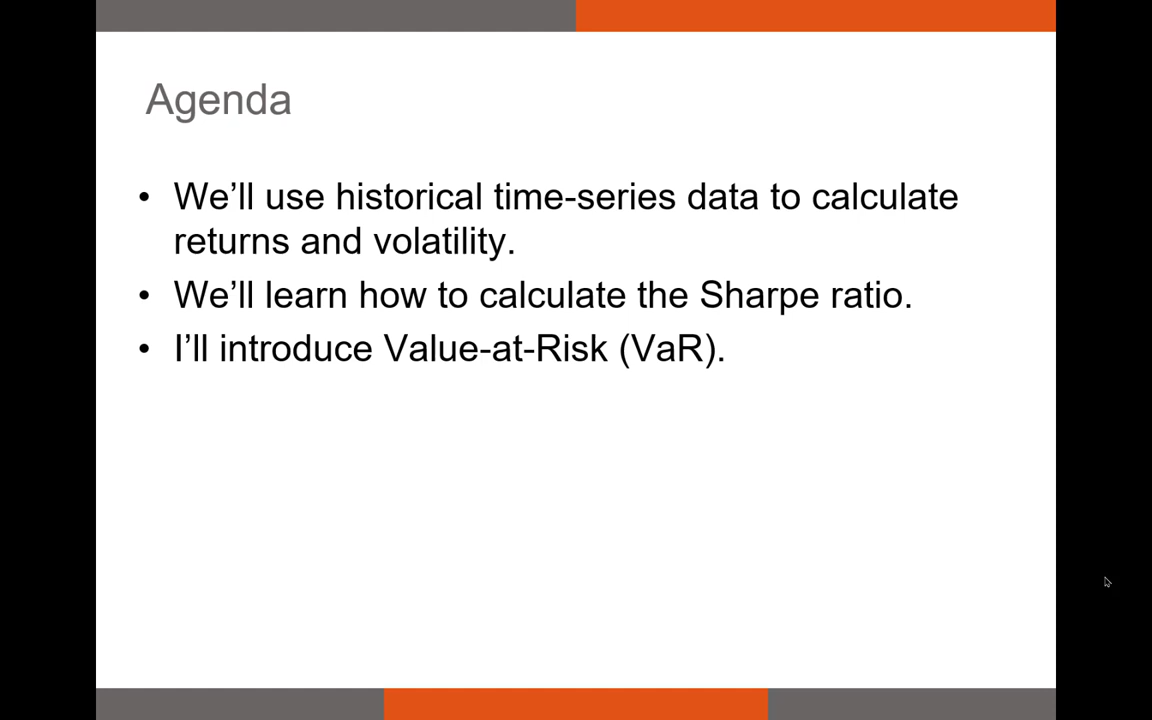 Agenda
• We’ll use historical time-series data to calculate
returns and volatility.
• We’ll learn how to calculate the Sharpe ratio.
• I’ll introduce Value-at-Risk (VaR).